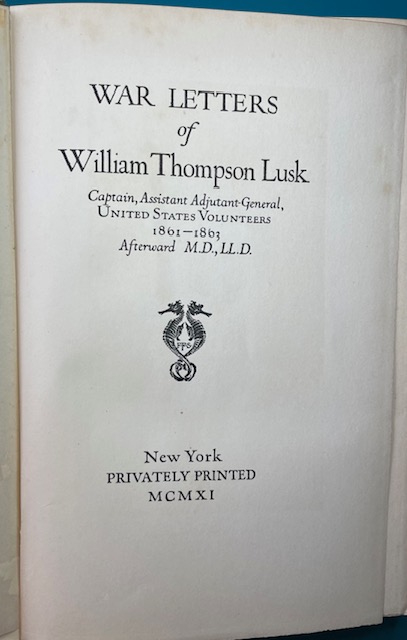 WAR LETTERS
of
William Thompson Lusk
Captain, Assistant Adjutant-General,
UNITED STATES VOLUNTEERS
1861—1863
Afterward M.D., LL.D.
New York
PRIVATELY PRINTED
MCMXI